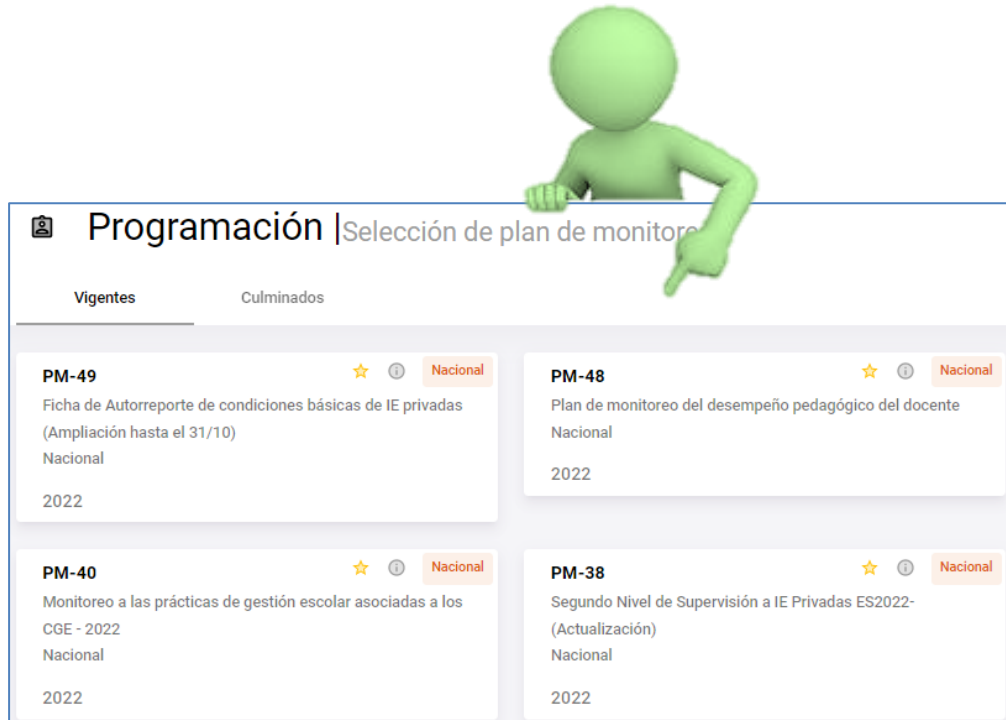 Programación |Selección de plan de monitore
Vigentes
Culminados
PM-49
Nacional
Ficha de Autorreporte de condiciones básicas de IE privadas
(Ampliación hasta el 31/10)
Nacional
2022
PM-48
Nacional
Plan de monitoreo del desempeño pedagógico del docente
Nacional
2022
PM-40
Nacional
Monitoreo a las prácticas de gestión escolar asociadas a los
CGE - 2022
Nacional
2022
PM-38
Nacional
Segundo Nivel de Supervisión a IE Privadas ES2022-
(Actualización)
Nacional
2022